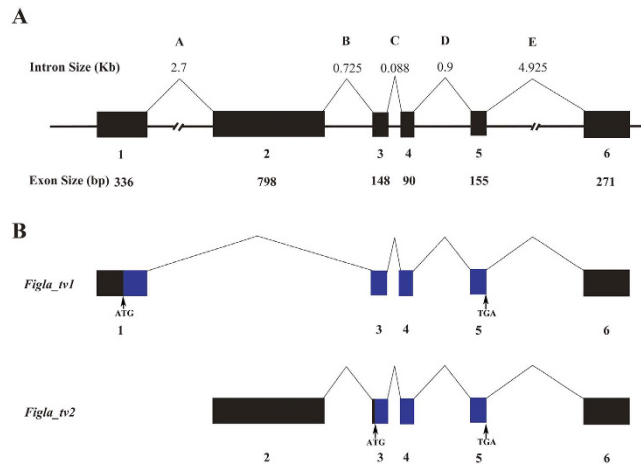 A
A B C D E
Intron Size (Kb) 2.7 0.725 0.088 0.9 4.925
1 2 3 4 5 6
Exon Size (bp) 336 798 148 90 155 271
B
Figla_tv1
ATG TGA
1 3 4 5 6
Figla_tv2
ATG TGA
2 3 4 5 6